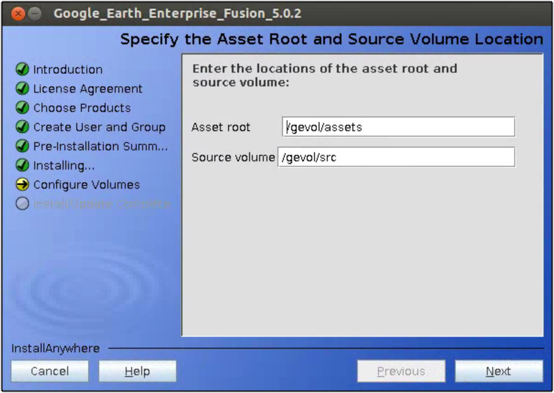 Google_Earth_Enterprise_Fusion_5.0.2
Specify the Asset Root and Source Volume Location
Introduction
License Agreement
Choose Products
Create User and Group
Pre-Installation Summ...
Installing...
Configure Volumes
Enter the locations of the asset root and
source volume:
Asset root /gevol/assets
Source volume /gevol/src
InstallAnywhere
Cancel Help Previous Next